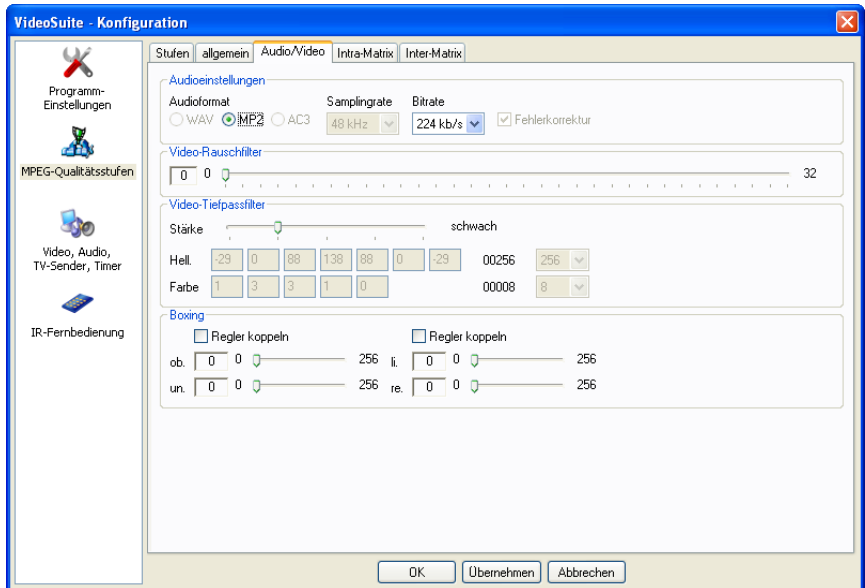 VideoSuite - Konfiguration
Programm-
Einstellungen
MPEG-Qualitätsstufen
Video, Audio,
TV-Sender, Timer
IR-Fernbedienung
Stufen allgemein Audio/Video Intra-Matrix Inter-Matrix
Audioeinstellungen
Audioformat Samplingrate Bitrate
WAV MP2 AC3 48 kHz 224 kb/s Fehlerkorrektur
Video-Rauschfilter
0 0 32
Video-Tiefpassfilter
Stärke schwach
Hell. -29 0 88 138 88 0 -29 00256 256
Farbe 1 3 3 1 0 00008 8
Boxing
Regler koppeln Regler koppeln
ob. 0 0 256 li. 0 0 256
un. 0 0 256 re. 0 0 256
OK Übernehmen Abbrechen